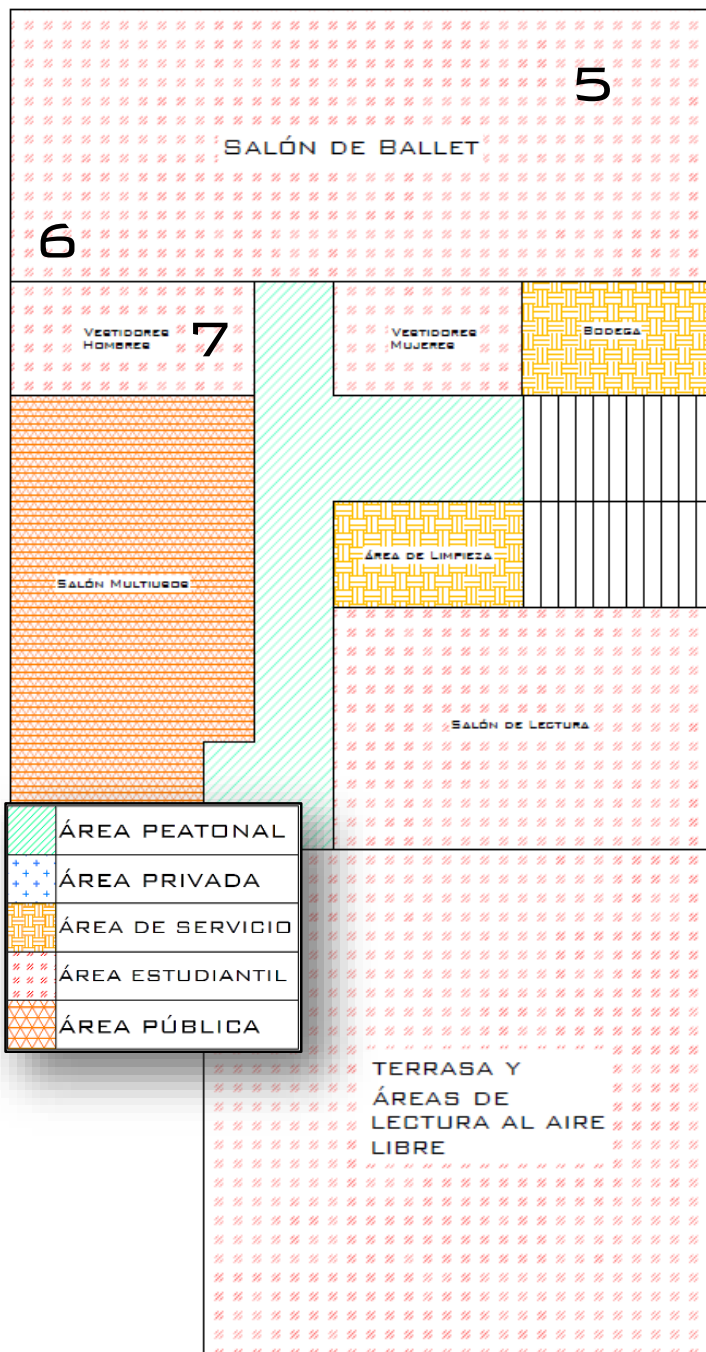 5
SALÓN DE BALLET
6
VESTIDORES
HOMBRES
7
VESTIDORES
MUJERES
BODEGA
ÁREA DE LIMPIEZA
SALÓN MULTIUSOS
SALÓN DE LECTURA
ÁREA PEATONAL
ÁREA PRIVADA
ÁREA DE SERVICIO
ÁREA ESTUDIANTIL
ÁREA PÚBLICA
TERRASA Y
ÁREAS DE
LECTURA AL AIRE
LIBRE